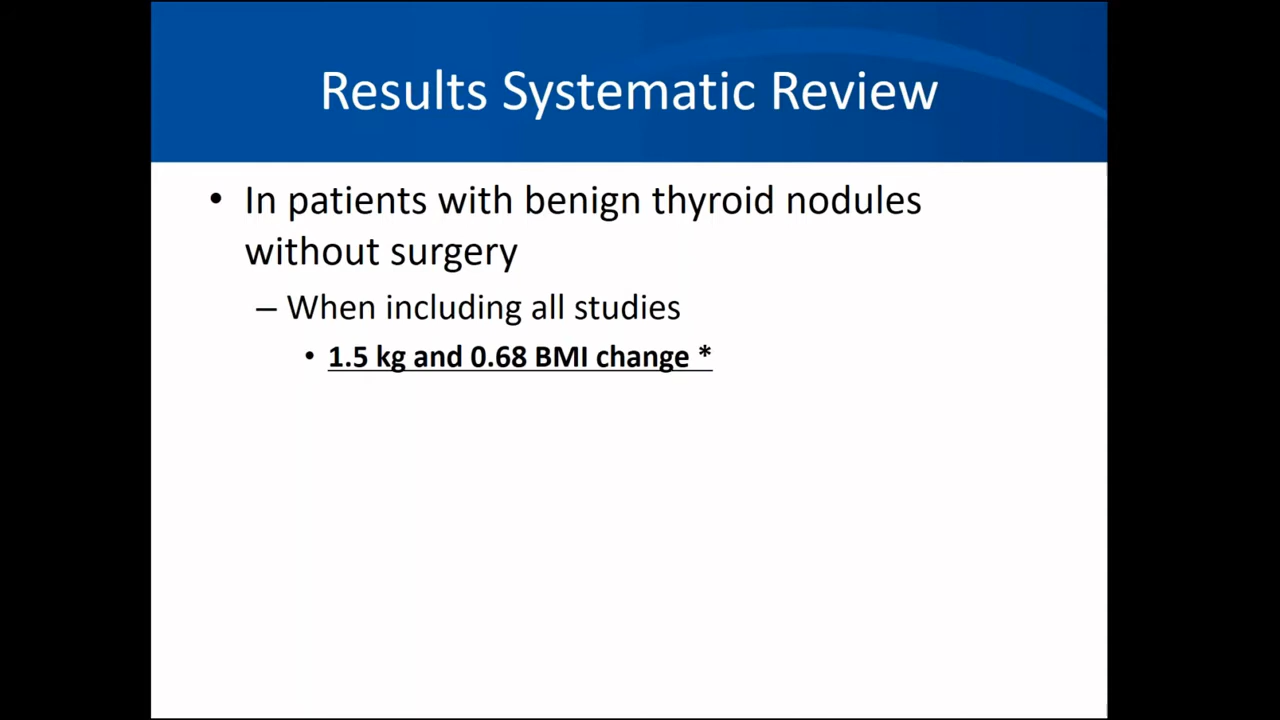 Results Systematic Review
• In patients with benign thyroid nodules
without surgery
– When including all studies
• 1.5 kg and 0.68 BMI change *